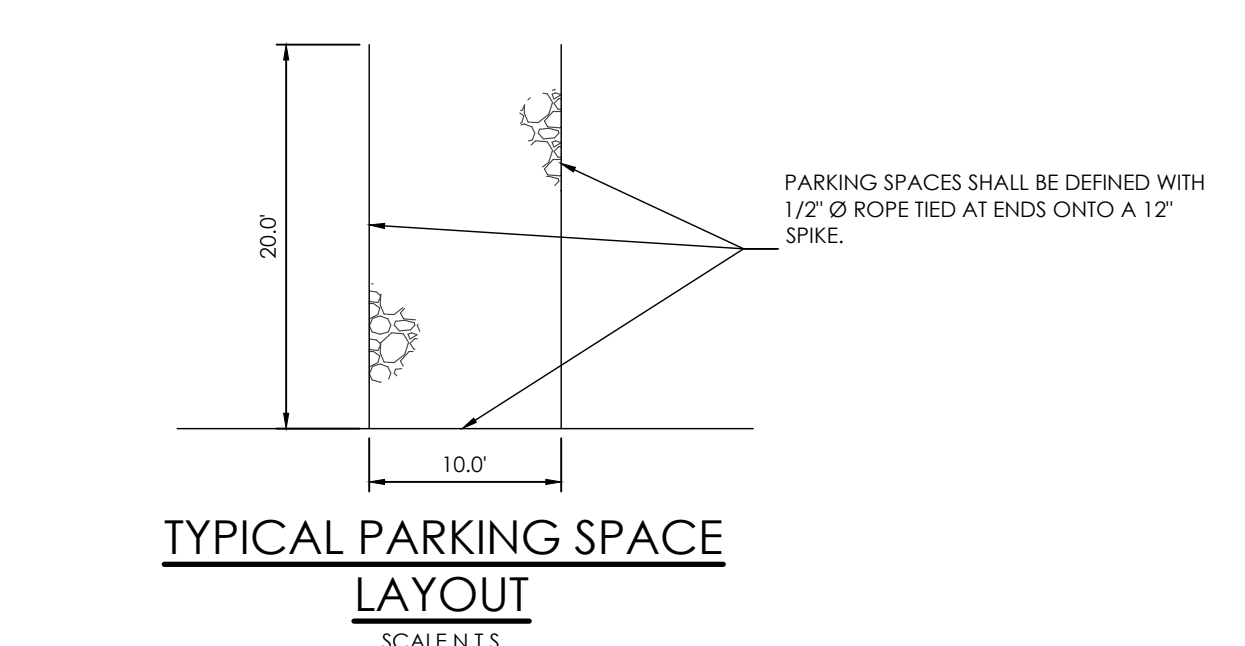 20.0'
PARKING SPACES SHALL BE DEFINED WITH
1/2" Ø ROPE TIED AT ENDS ONTO A 12"
SPIKE.
10.0'
TYPICAL PARKING SPACE
LAYOUT
SCALE N.T.S.